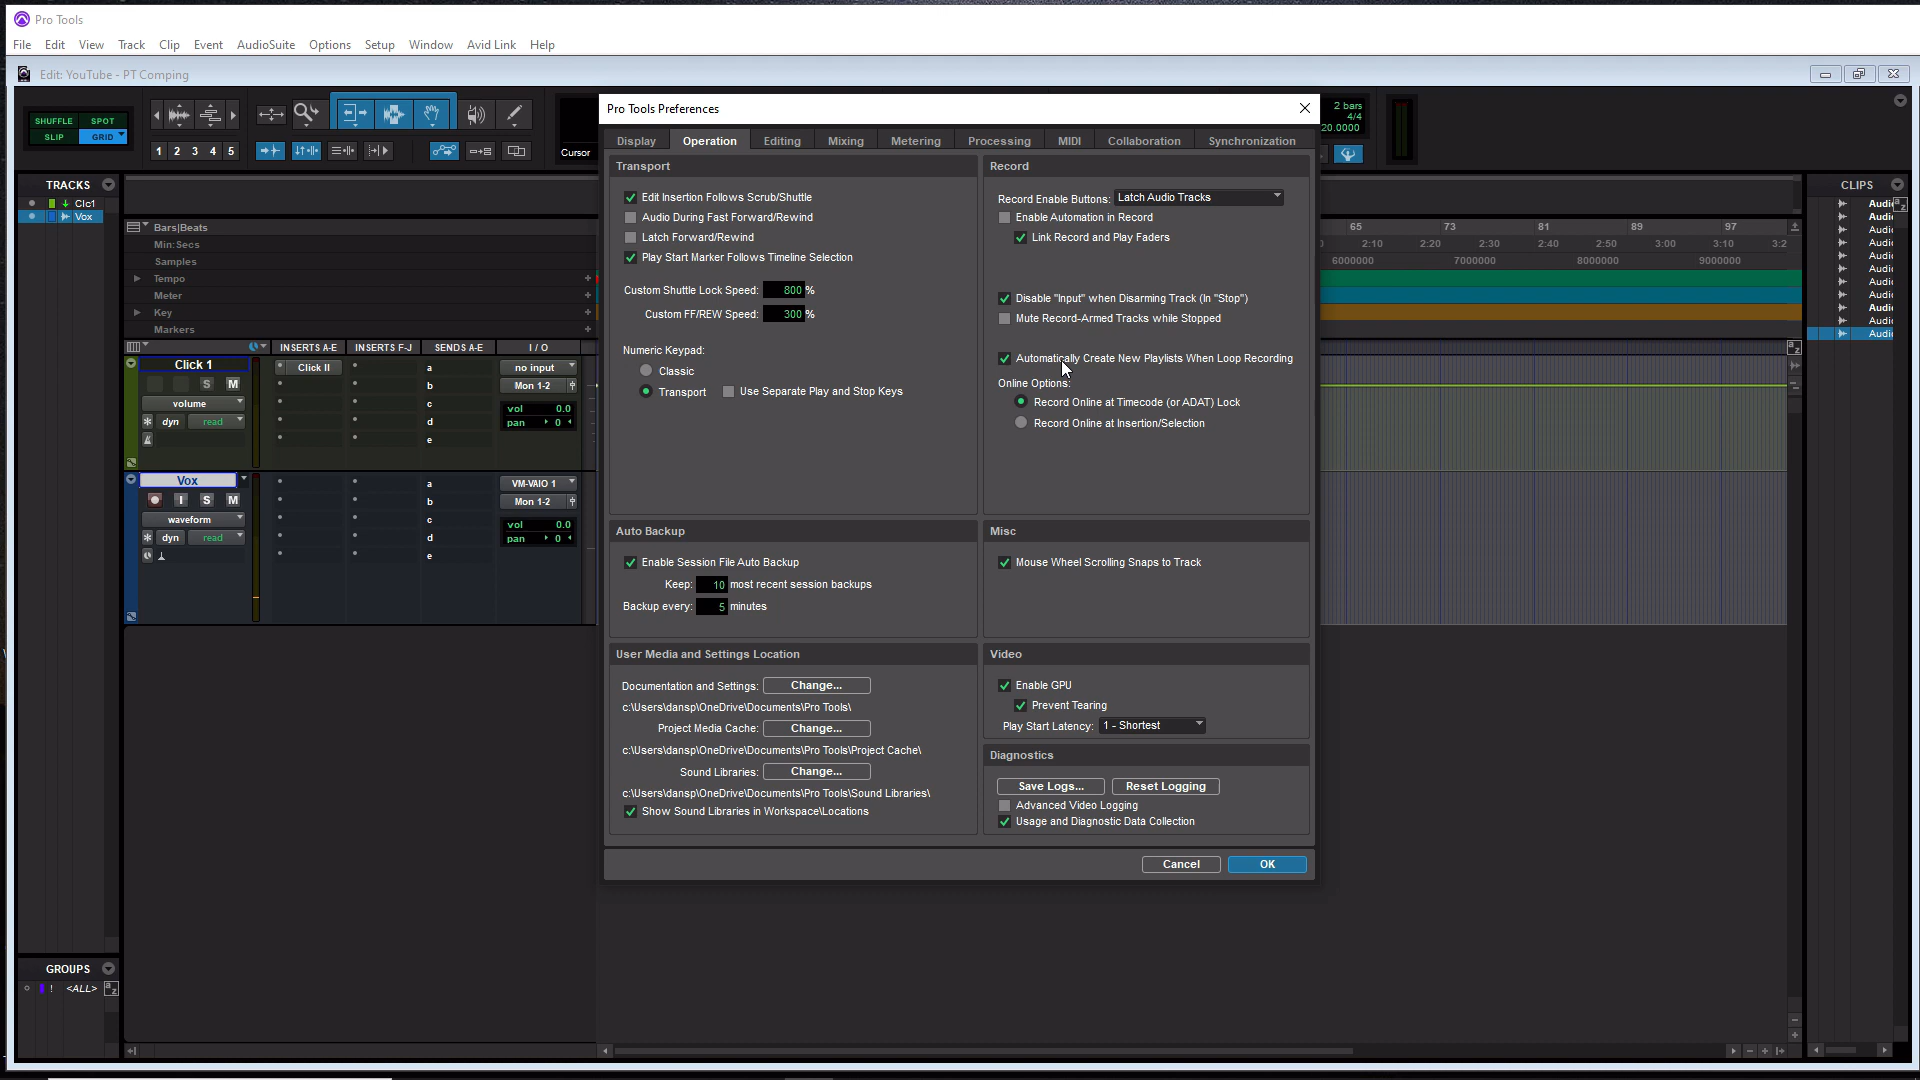 Pro Tools
File Edit View Track Clip Event AudioSuite Options Setup Window Avid Link Help
Edit: YouTube - PT Comping
SHUFFLE SPOT
SLIP GRID
1 2 3 4 5
Cursor
2 bars
4/4
20.0000
TRACKS
Clc1
Vox
Bars|Beats
Min:Secs
Samples
Tempo
Meter
Key
Markers
65 73 81 89 97
2:10 2:20 2:30 2:40 2:50 3:00 3:10 3:2
6000000 7000000 8000000 9000000
INSERTS A-E INSERTS F-J SENDS A-E I / O
Click 1
S M
volume
dyn read
Click II
a
b
c
d
e
no input
Mon 1-2
vol 0.0
pan 0
Vox
I S M
waveform
dyn read
a
b
c
d
e
VM-VAIO 1
Mon 1-2
vol 0.0
pan 0
GROUPS
! <ALL>
a
z
CLIPS
Audi
Audi
Audi
Audi
Audi
Audi
Audi
Audi
Audi
Audi
Audi
Pro Tools Preferences
Display Operation Editing Mixing Metering Processing MIDI Collaboration Synchronization
Transport
Edit Insertion Follows Scrub/Shuttle
Audio During Fast Forward/Rewind
Latch Forward/Rewind
Play Start Marker Follows Timeline Selection
Custom Shuttle Lock Speed: 800 %
Custom FF/REW Speed: 300 %
Numeric Keypad:
Classic
Transport Use Separate Play and Stop Keys
Record
Record Enable Buttons: Latch Audio Tracks
Enable Automation in Record
Link Record and Play Faders
Disable "Input" when Disarming Track (In "Stop")
Mute Record-Armed Tracks while Stopped
Automatically Create New Playlists When Loop Recording
Online Options:
Record Online at Timecode (or ADAT) Lock
Record Online at Insertion/Selection
Auto Backup
Enable Session File Auto Backup
Keep: 10 most recent session backups
Backup every: 5 minutes
Misc
Mouse Wheel Scrolling Snaps to Track
User Media and Settings Location
Documentation and Settings: Change...
c:\Users\dansp\OneDrive\Documents\Pro Tools\
Project Media Cache: Change...
c:\Users\dansp\OneDrive\Documents\Pro Tools\Project Cache\
Sound Libraries: Change...
c:\Users\dansp\OneDrive\Documents\Pro Tools\Sound Libraries\
Show Sound Libraries in Workspace\Locations
Video
Enable GPU
Prevent Tearing
Play Start Latency: 1 - Shortest
Diagnostics
Save Logs... Reset Logging
Advanced Video Logging
Usage and Diagnostic Data Collection
Cancel OK